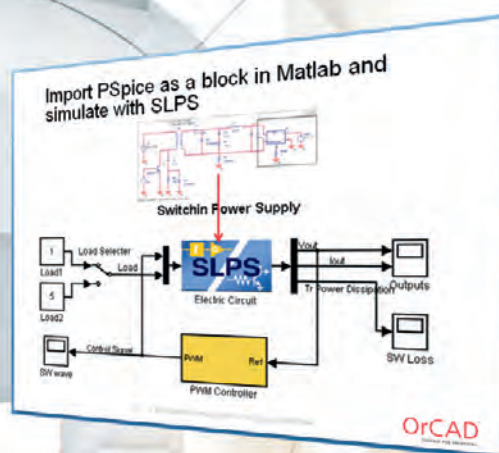 Import PSpice as a block in Matlab and
simulate with SLPS
Switchin Power Supply
1
Load1
Load Selecter
Load
5
Load2
SLPS
Electric Circuit
Vout
Iout
Tr Power Dissipation
Outputs
SW Loss
Control Signal
SW wave
PWM
Ref
PWM Controller
OrCAD